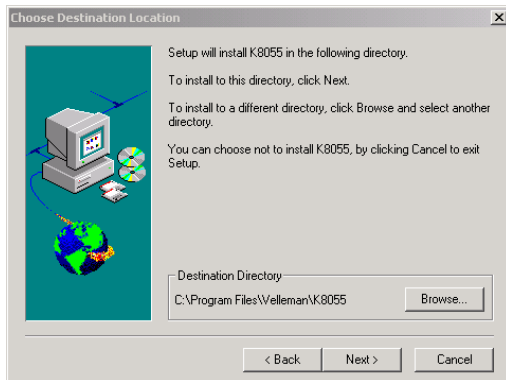 Choose Destination Location
Setup will install K8055 in the following directory.
To install to this directory, click Next.
To install to a different directory, click Browse and select another
directory.
You can choose not to install K8055, by clicking Cancel to exit
Setup.
Destination Directory
C:\Program Files\Velleman\K8055
Browse...
< Back
Next >
Cancel